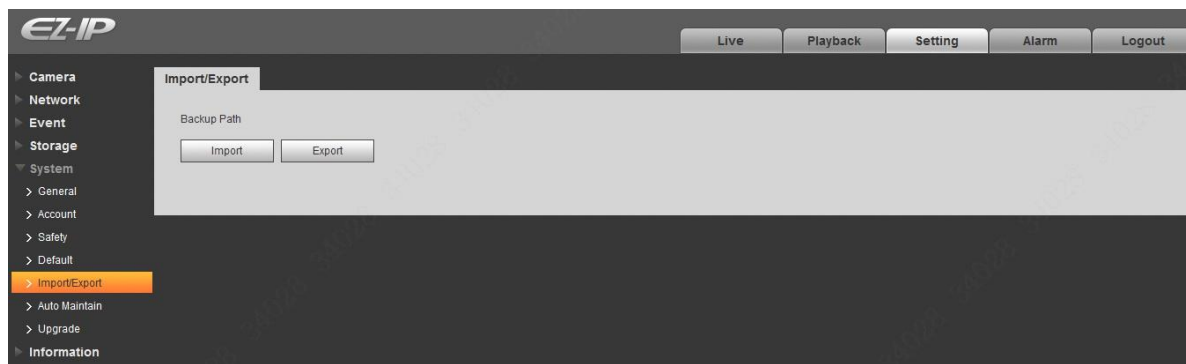 EZ-IP
Live Playback Setting Alarm Logout
Camera
Network
Event
Storage
System
> General
> Account
> Safety
> Default
> Import/Export
> Auto Maintain
> Upgrade
Information
Import/Export
Backup Path
Import Export